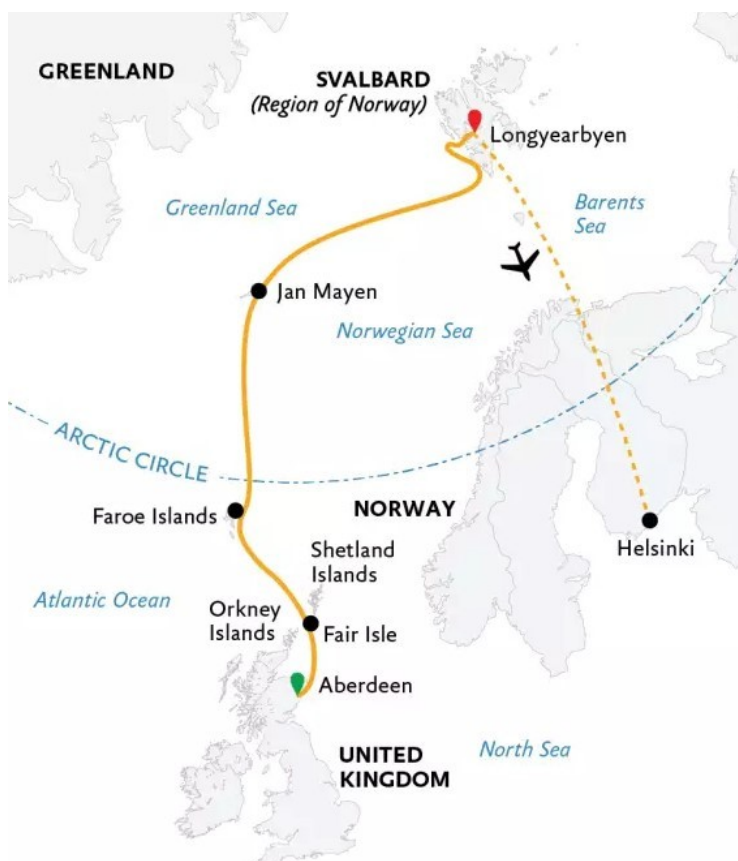 GREENLAND
SVALBARD
(Region of Norway)
Longyearbyen
Greenland Sea
Barents
Sea
Jan Mayen
Norwegian Sea
ARCTIC CIRCLE
Faroe Islands
NORWAY
Helsinki
Shetland
Islands
Atlantic Ocean
Orkney
Islands
Fair Isle
Aberdeen
UNITED
KINGDOM
North Sea